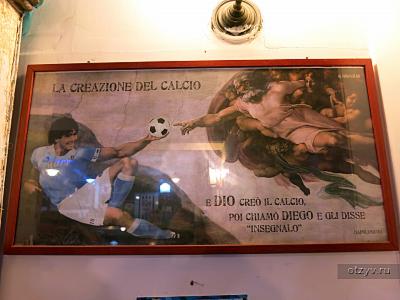 LA CREAZIONE DEL CALCIO
E DIO CREÒ IL CALCIO,
POI CHIAMÒ DIEGO E GLI DISSE
"INSEGNALO"
otzyv.ru